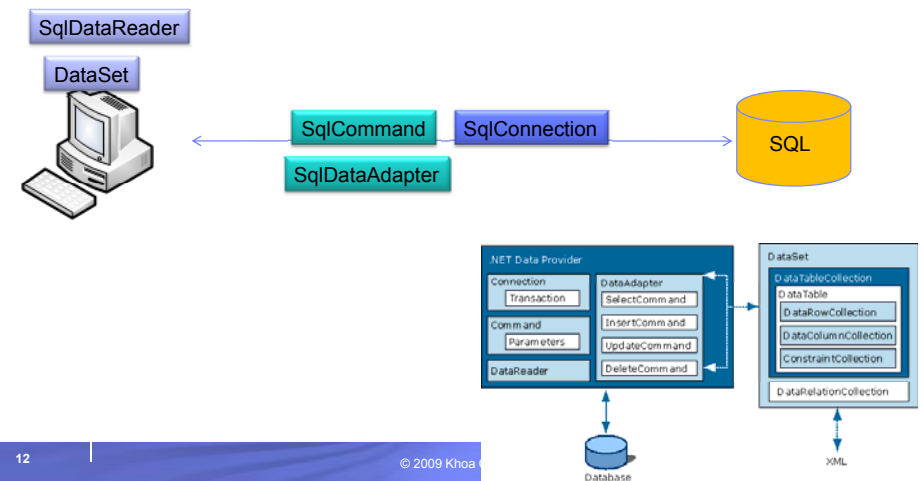 SqlDataReader
DataSet
SqlCommand
SqlConnection
SQL
SqlDataAdapter
.NET Data Provider
Connection
Transaction
Command
Parameters
DataReader
DataAdapter
SelectCommand
InsertCommand
UpdateCommand
DeleteCommand
Database
DataSet
DataTableCollection
DataTable
DataRowCollection
DataColumnCollection
ConstraintCollection
DataRelationCollection
XML
12
© 2009 Khoa